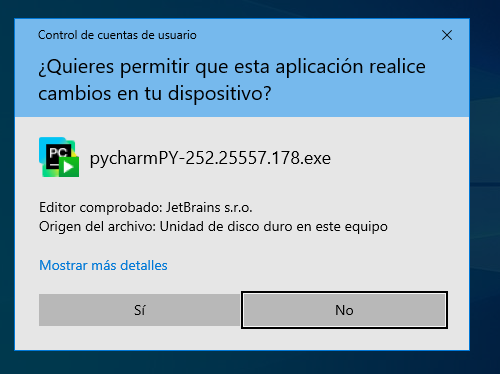 Control de cuentas de usuario
¿Quieres permitir que esta aplicación realice
cambios en tu dispositivo?
PC
pycharmPY-252.25557.178.exe
Editor comprobado: JetBrains s.r.o.
Origen del archivo: Unidad de disco duro en este equipo
Mostrar más detalles
Sí
No